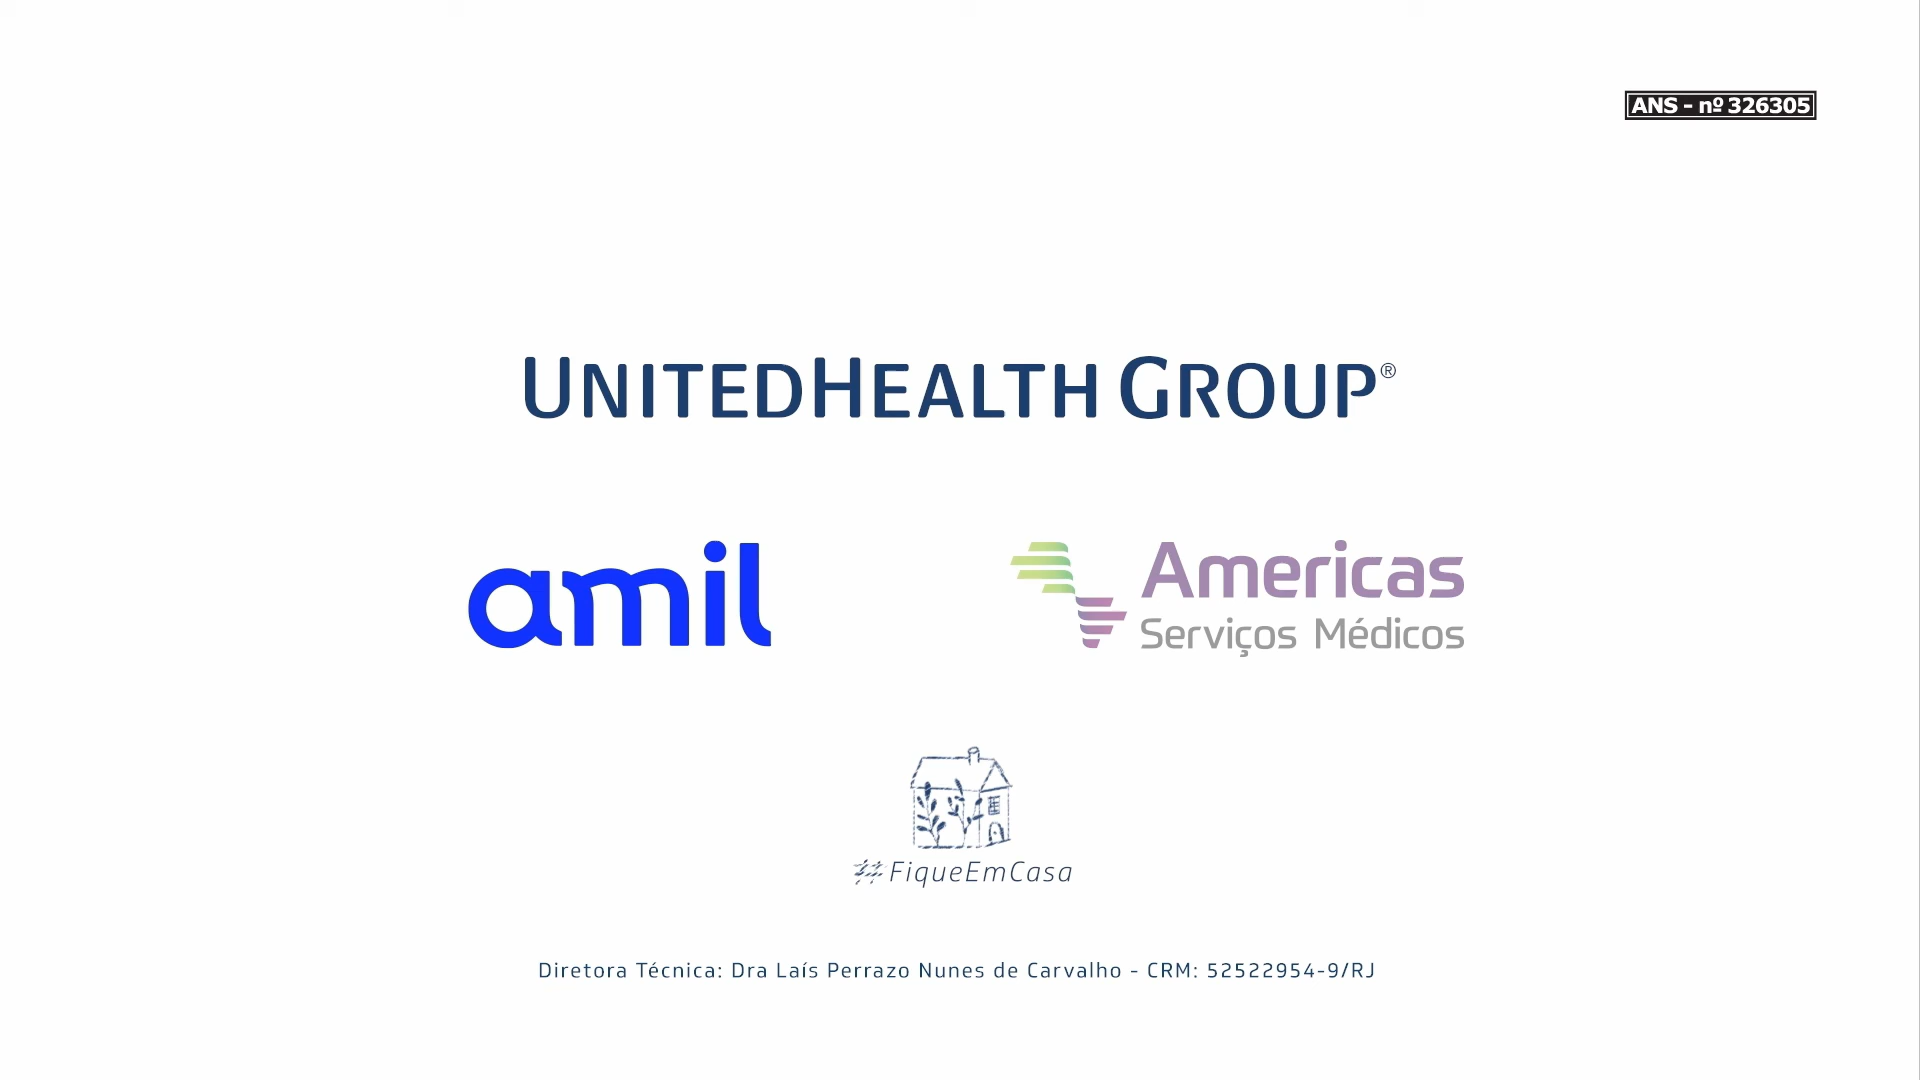 ANS - nº 326305
UNITEDHEALTH GROUP®
amil
Americas
Serviços Médicos
#FiqueEmCasa
Diretora Técnica: Dra Laís Perrazo Nunes de Carvalho - CRM: 52522954-9/RJ